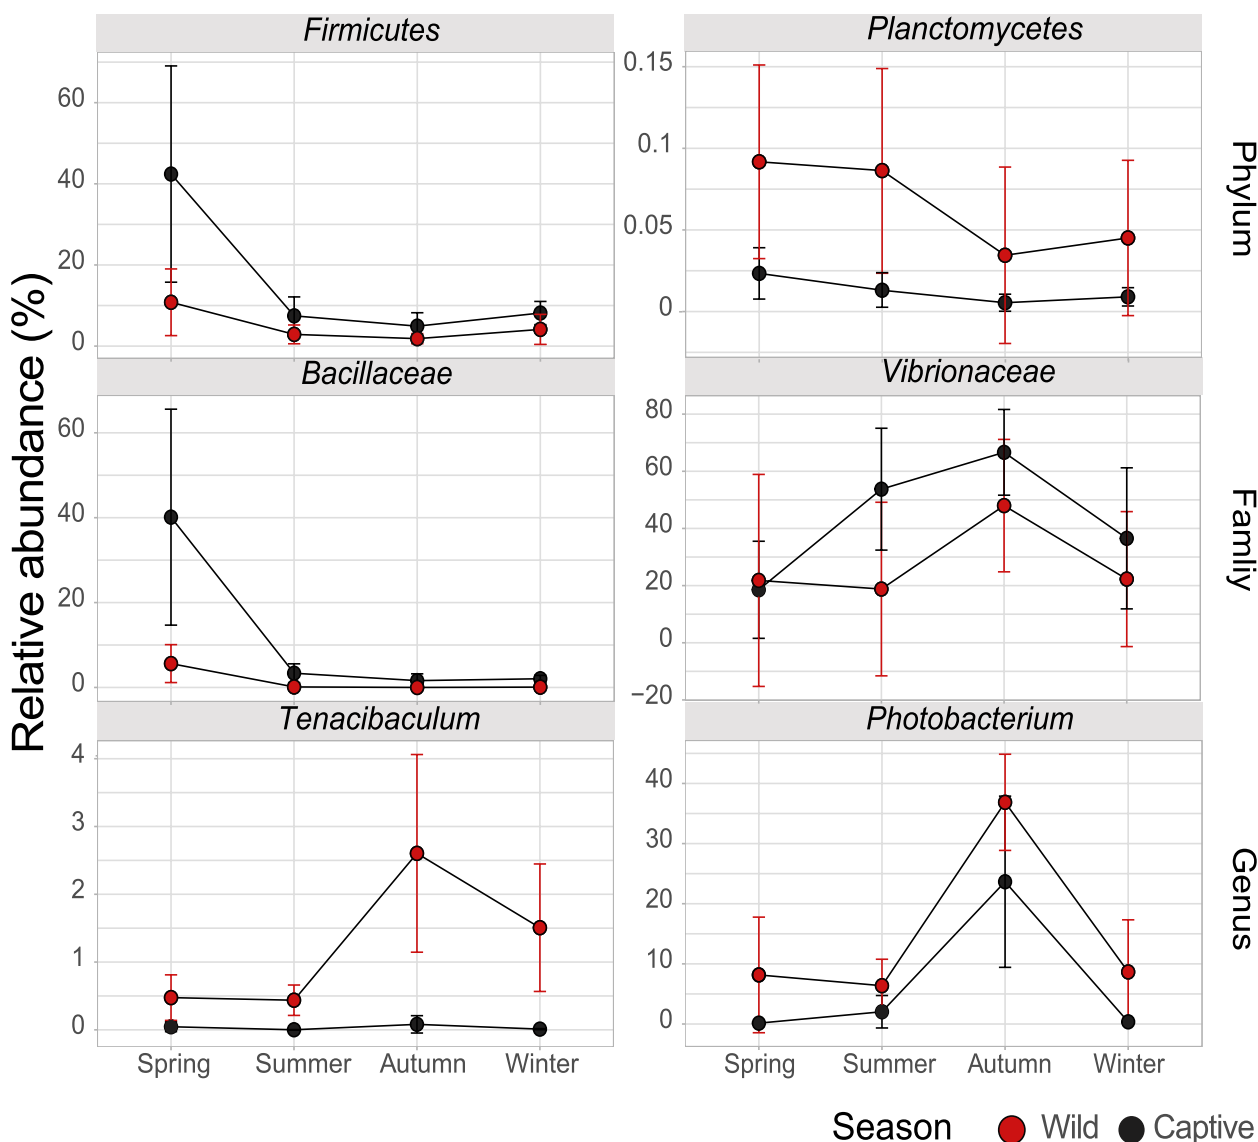 Firmicutes
Planctomycetes
60
40
20
0
0.15
0.1
0.05
0
Phylum
Relative abundance (%)
Bacillaceae
Vibrionaceae
60
40
20
0
80
60
40
20
0
−20
Famliy
Tenacibaculum
Photobacterium
4
3
2
1
0
40
30
20
10
0
Genus
Spring Summer Autumn Winter
Spring Summer Autumn Winter
Season Wild Captive